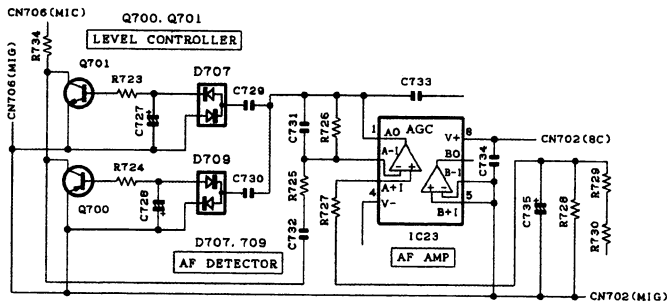 CN706(MIC)
Q700. Q701
LEVEL CONTROLLER
R734
CN706(MIG)
Q701
R723
D707
C729
C733
C727
C731
R726
1
AO
AGC
V+
8
CN702(8C)
A-I
BO
C734
R724
D709
C730
A+I
B-I
4
V-
B+I
5
Q700
C728
R725
R727
C732
C735
R728
R729
R730
D707. 709
AF DETECTOR
IC23
AF AMP
CN702(MIG)
+
+
-
+
-
+
+